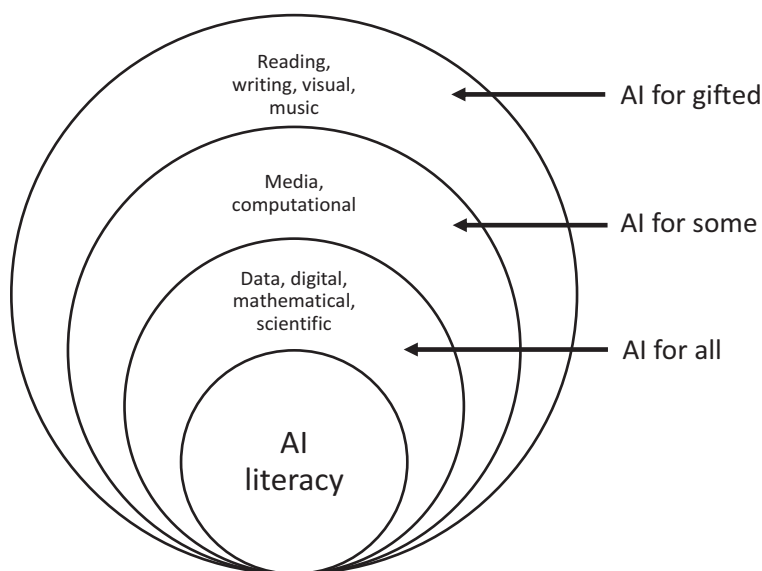 Reading,
writing, visual,
music
AI for gifted
Media,
computational
AI for some
Data, digital,
mathematical,
scientific
AI for all
AI
literacy